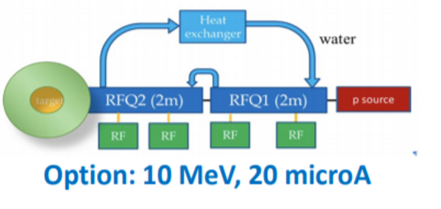 Heat
exchanger
water
target
RFQ2 (2m)
RFQ1 (2m)
p source
RF
RF
RF
RF
Option: 10 MeV, 20 microA